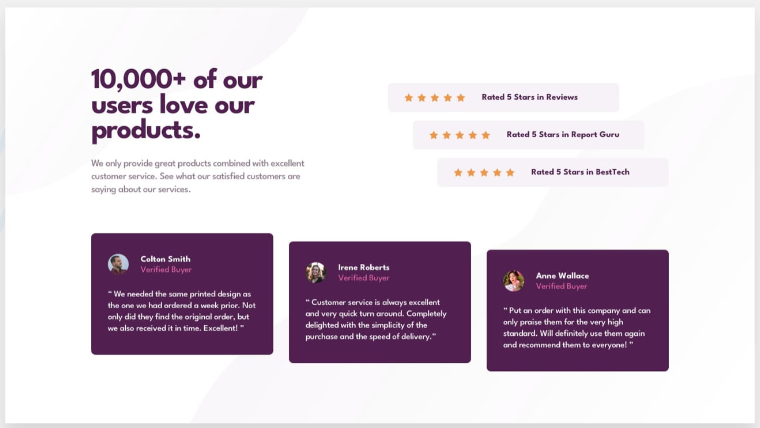 10,000+ of our
users love our
products.
We only provide great products combined with excellent
customer service. See what our satisfied customers are
saying about our services.
Rated 5 Stars in Reviews
Rated 5 Stars in Report Guru
Rated 5 Stars in BestTech
Colton Smith
Verified Buyer
“ We needed the same printed design as
the one we had ordered a week prior. Not
only did they find the original order, but
we also received it in time. Excellent! ”
Irene Roberts
Verified Buyer
“ Customer service is always excellent
and very quick turn around. Completely
delighted with the simplicity of the
purchase and the speed of delivery.”
Anne Wallace
Verified Buyer
“ Put an order with this company and can
only praise them for the very high
standard. Will definitely use them again
and recommend them to everyone! ”